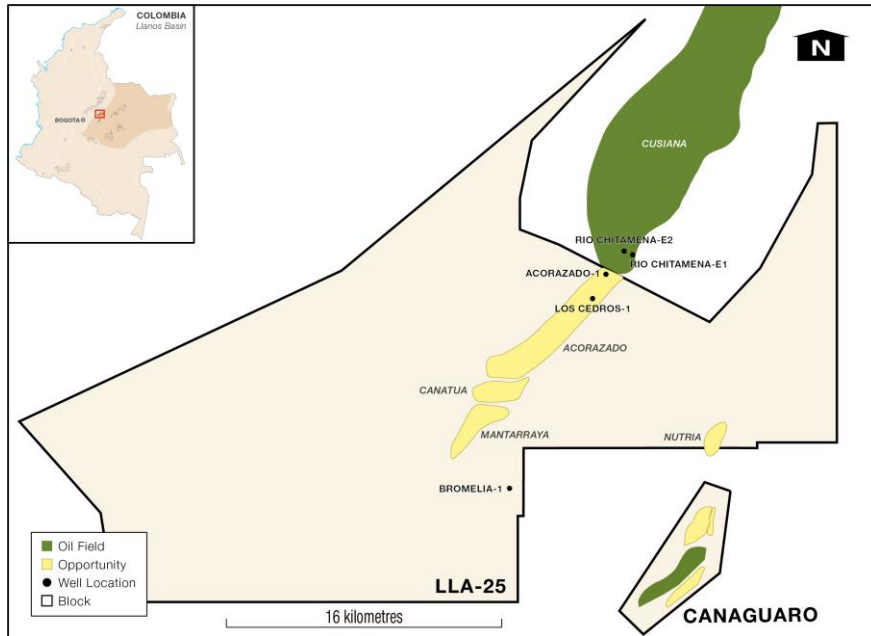 COLOMBIA
Llanos Basin
BOGOTA
N
CUSIANA
RIO CHITAMENA-E2
RIO CHITAMENA-E1
ACORAZADO-1
LOS CEDROS-1
ACORAZADO
CANATUA
MANTARRAYA
NUTRIA
BROMELIA-1
Oil Field
Opportunity
Well Location
Block
LLA-25
16 kilometres
CANAGUARO